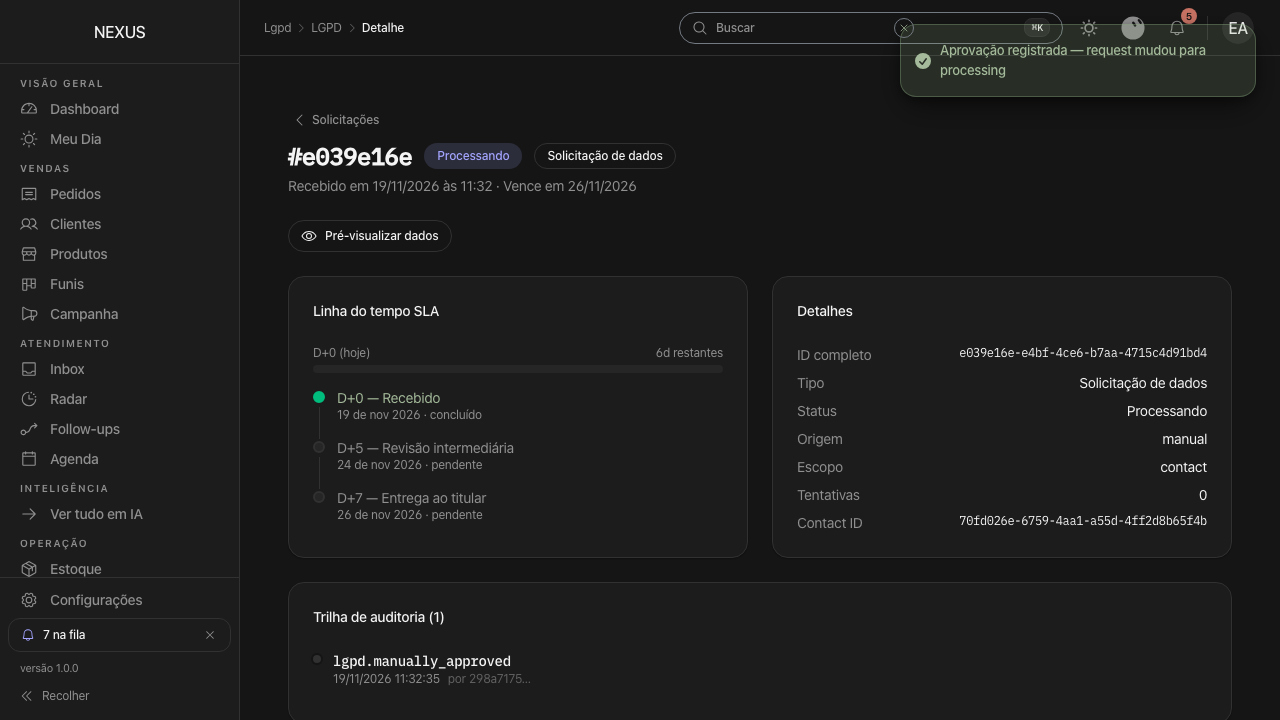 NEXUS
VISÃO GERAL
Dashboard
Meu Dia
VENDAS
Pedidos
Clientes
Produtos
Funis
Campanha
ATENDIMENTO
Inbox
Radar
Follow-ups
Agenda
INTELIGÊNCIA
Ver tudo em IA
OPERAÇÃO
Estoque
Configurações
7 na fila
versão 1.0.0
Recolher
Lgpd
LGPD
Detalhe
Buscar
⌘K
5
EA
Aprovação registrada — request mudou para
processing
Solicitações
#e039e16e
Processando
Solicitação de dados
Recebido em 19/11/2026 às 11:32 · Vence em 26/11/2026
Pré-visualizar dados
Linha do tempo SLA
D+0 (hoje)
6d restantes
D+0 — Recebido
19 de nov 2026 · concluído
D+5 — Revisão intermediária
24 de nov 2026 · pendente
D+7 — Entrega ao titular
26 de nov 2026 · pendente
Detalhes
ID completo e039e16e-e4bf-4ce6-b7aa-4715c4d91bd4
Tipo Solicitação de dados
Status Processando
Origem manual
Escopo contact
Tentativas 0
Contact ID 70fd026e-6759-4aa1-a55d-4ff2d8b65f4b
Trilha de auditoria (1)
lgpd.manually_approved
19/11/2026 11:32:35 por 298a7175...